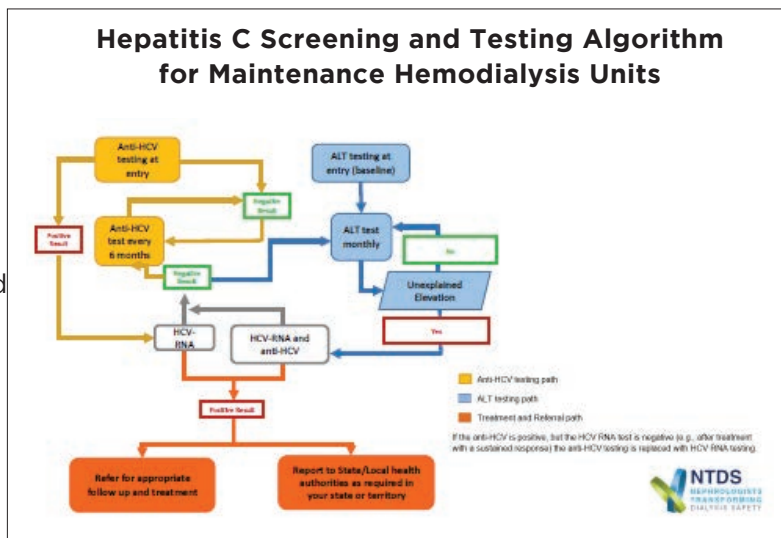 Hepatitis C Screening and Testing Algorithm
for Maintenance Hemodialysis Units
Anti-HCV
testing at
entry
ALT testing at
entry (baseline)
Negative
Result
Positive
Result
Anti-HCV
test every
6 months
ALT test
monthly
No
Negative
Result
Unexplained
Elevation
d
Yes
HCV-
RNA
HCV-RNA and
anti-HCV
Positive Result
Anti-HCV testing path
ALT testing path
Treatment and Referral path
If the anti-HCV is positive, but the HCV RNA test is negative (e.g., after treatment
with a sustained response) the anti-HCV testing is replaced with HCV RNA testing.
Refer for appropriate
follow up and treatment
Report to State/Local health
authorities as required in
your state or territory
NTDS
NEPHROLOGISTS
TRANSFORMING
DIALYSIS SAFETY